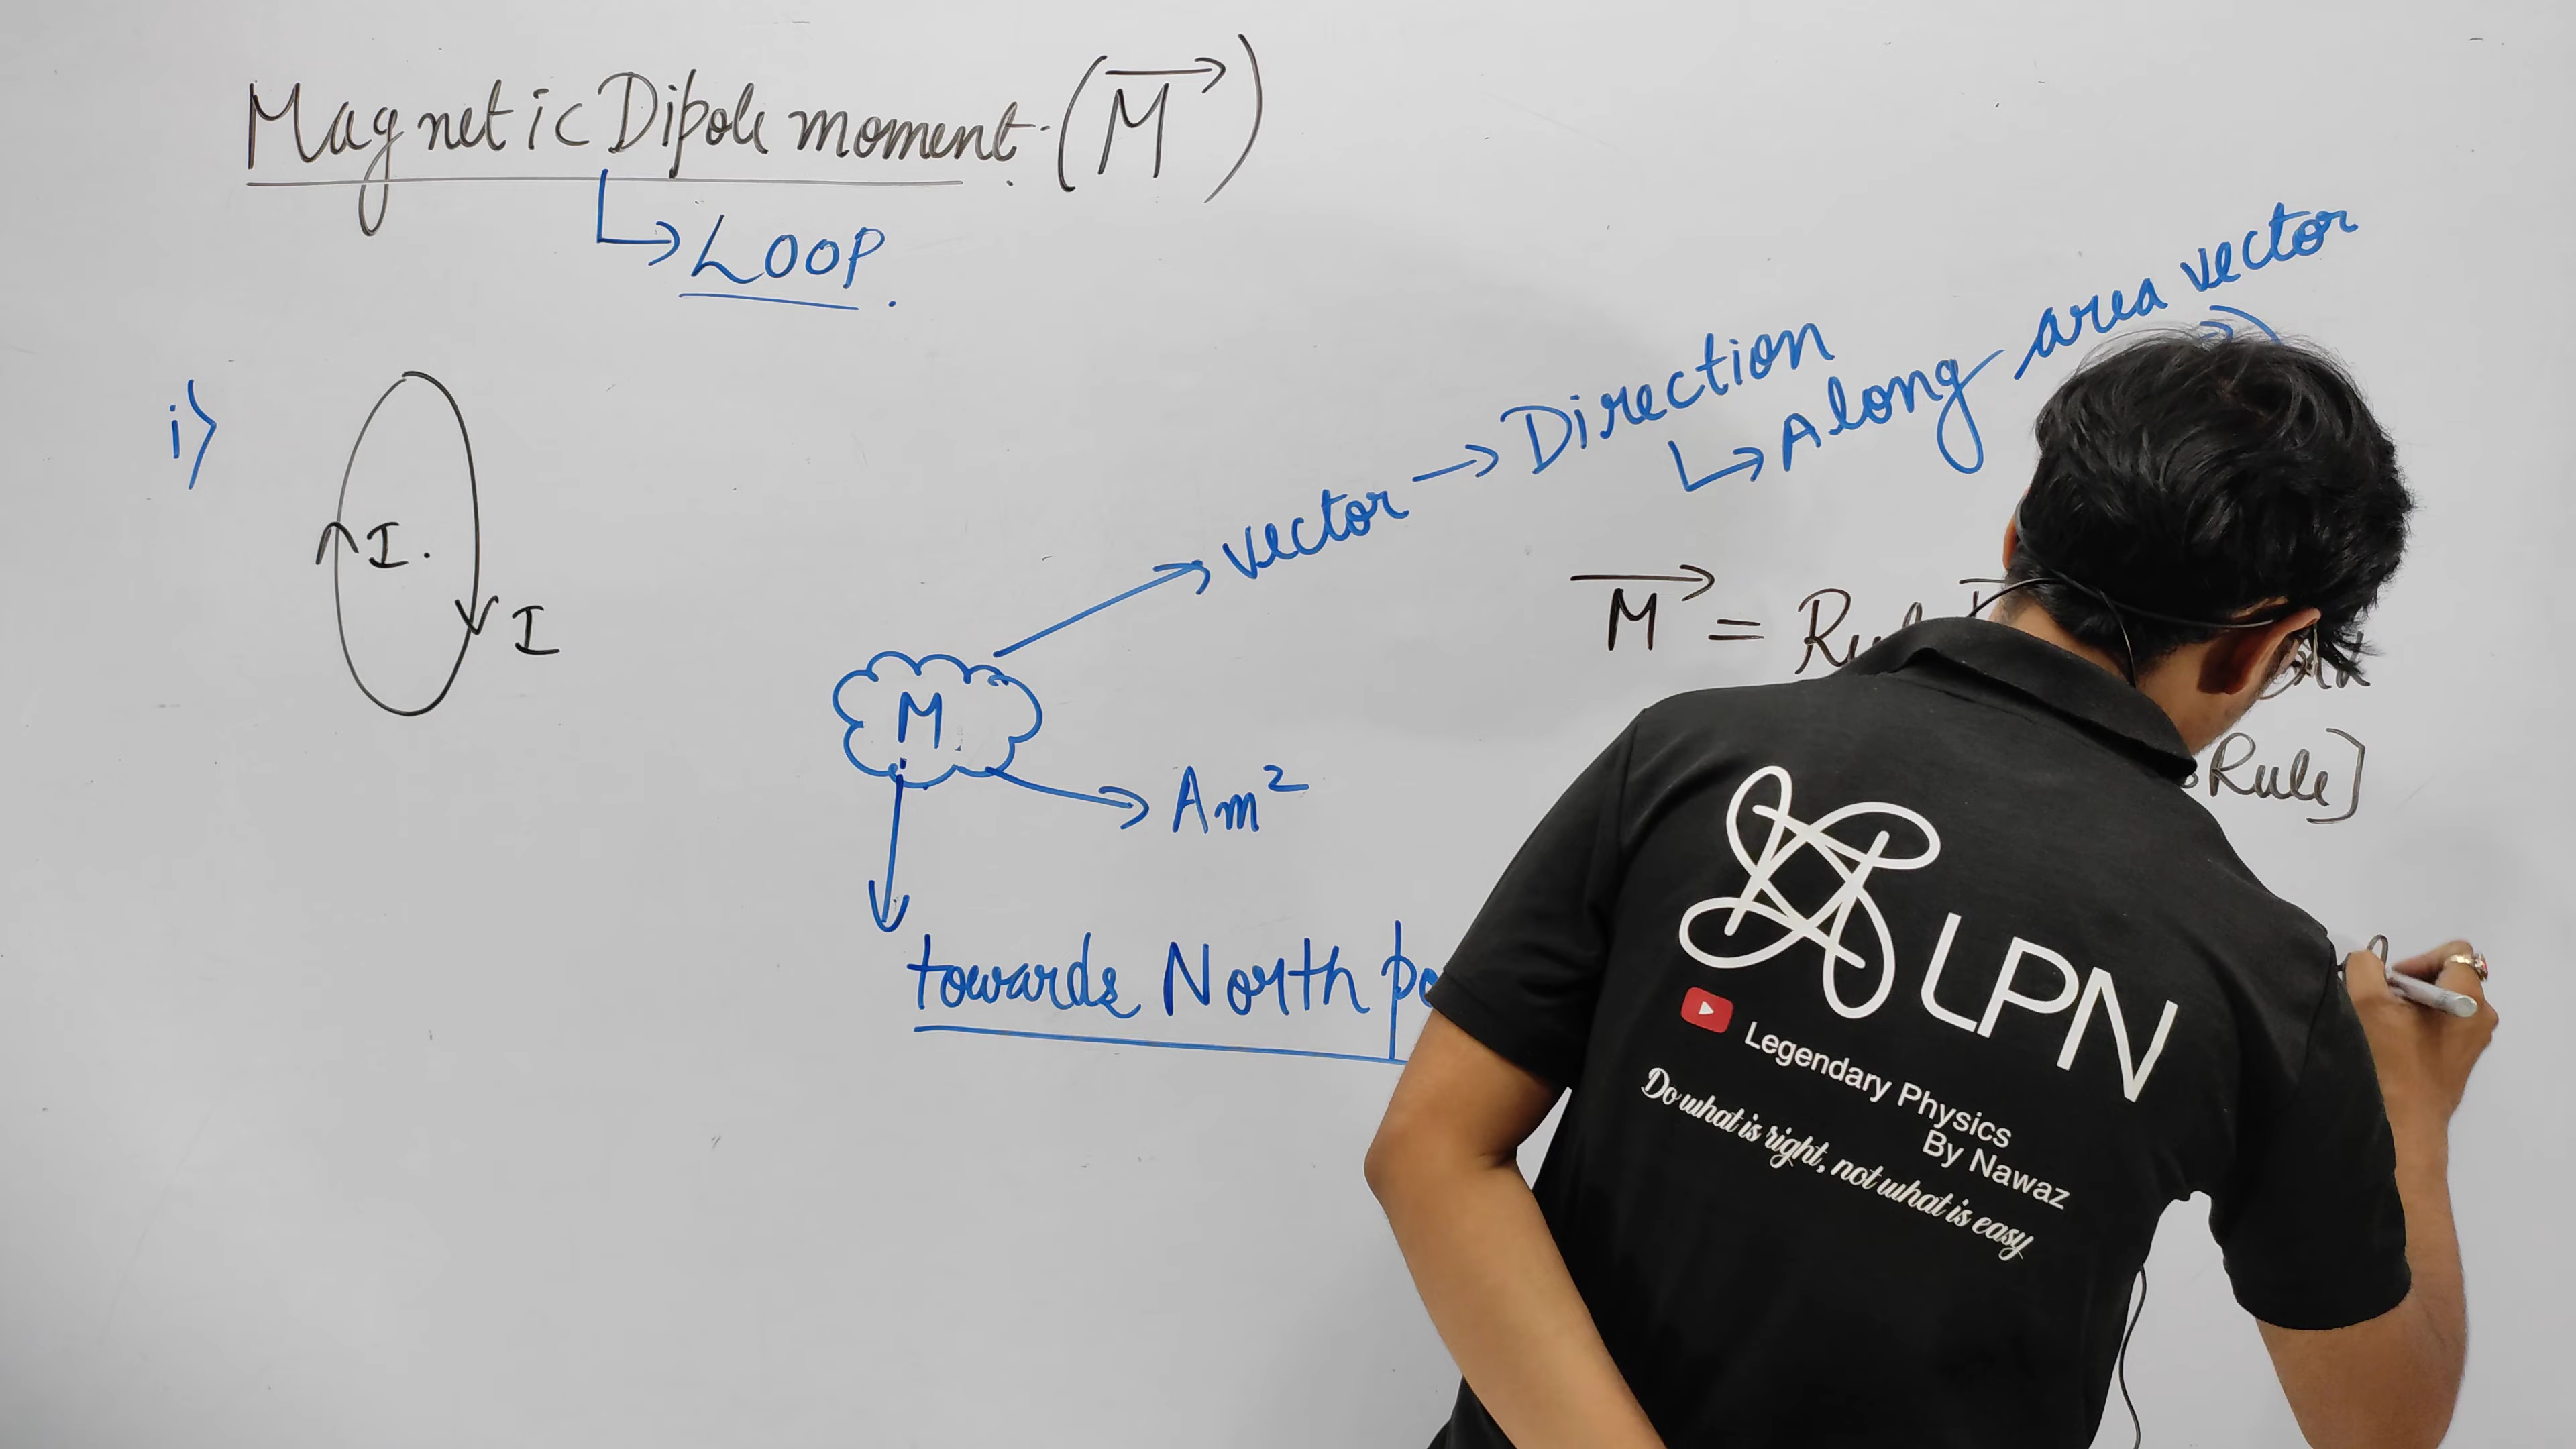 Magnetic Dipole moment. (M)
LOOP.
i)
I.
I
vector → Direction
Along area vector
M
Am²
towards North
M =
Rule]
LPN
Legendary Physics
By Nawaz
Do what is right, not what is easy